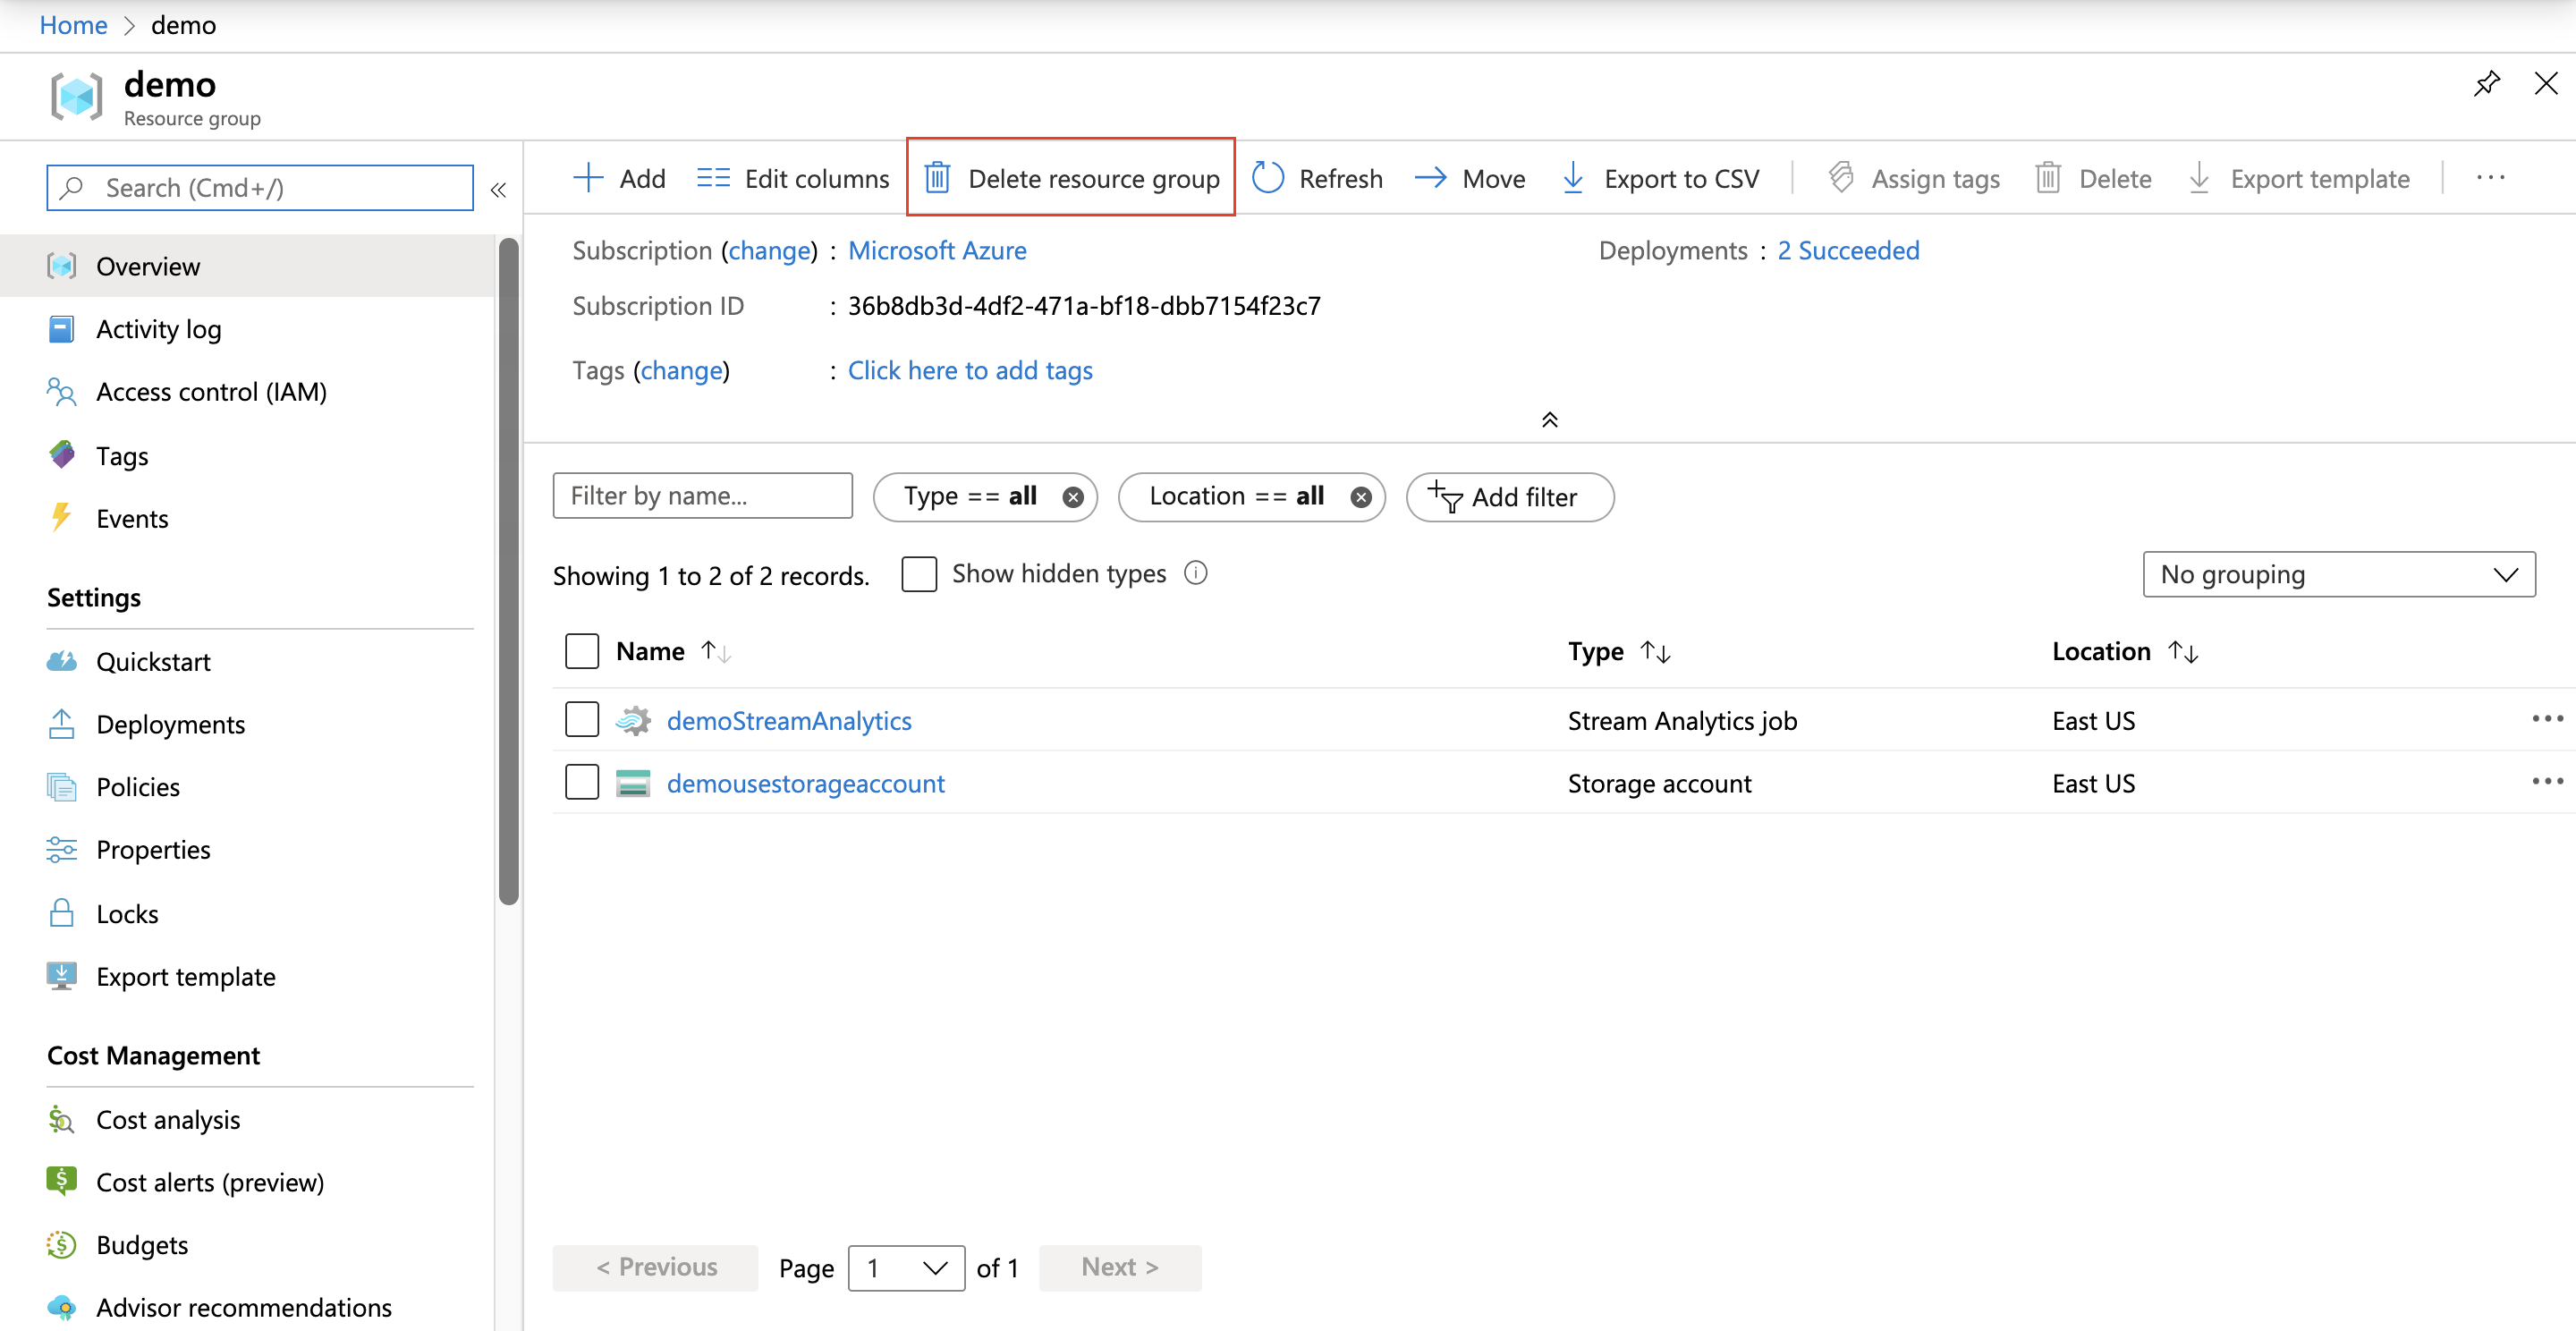 Home > demo
demo
Resource group
Search (Cmd+/)
«
Add
Edit columns
Delete resource group
Refresh
Move
Export to CSV
Assign tags
Delete
Export template
...
Overview
Activity log
Access control (IAM)
Tags
Events
Settings
Quickstart
Deployments
Policies
Properties
Locks
Export template
Cost Management
Cost analysis
Cost alerts (preview)
Budgets
Advisor recommendations
Subscription (change) : Microsoft Azure
Deployments : 2 Succeeded
Subscription ID : 36b8db3d-4df2-471a-bf18-dbb7154f23c7
Tags (change) : Click here to add tags
Filter by name...
Type == all
Location == all
Add filter
Showing 1 to 2 of 2 records.
Show hidden types
No grouping
Name Type Location
demoStreamAnalytics Stream Analytics job East US ...
demousestorageaccount Storage account East US ...
< Previous Page 1 of 1 Next >